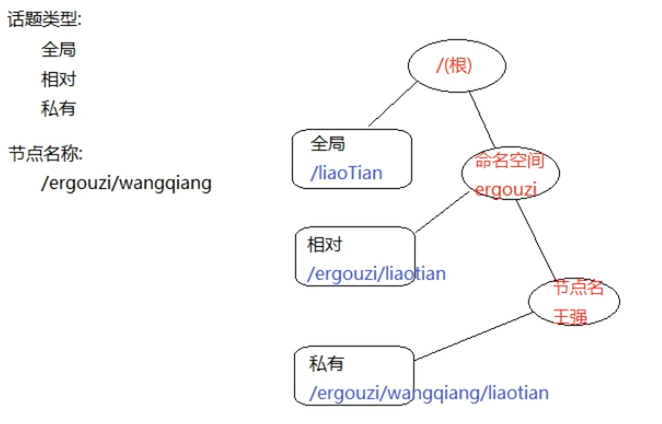 话题类型:
全局
相对
私有
节点名称:
/ergouzi/wangqiang
/(根)
全局
/liaoTian
命名空间
ergouzi
相对
/ergouzi/liaotian
节点名
王强
私有
/ergouzi/wangqiang/liaotian